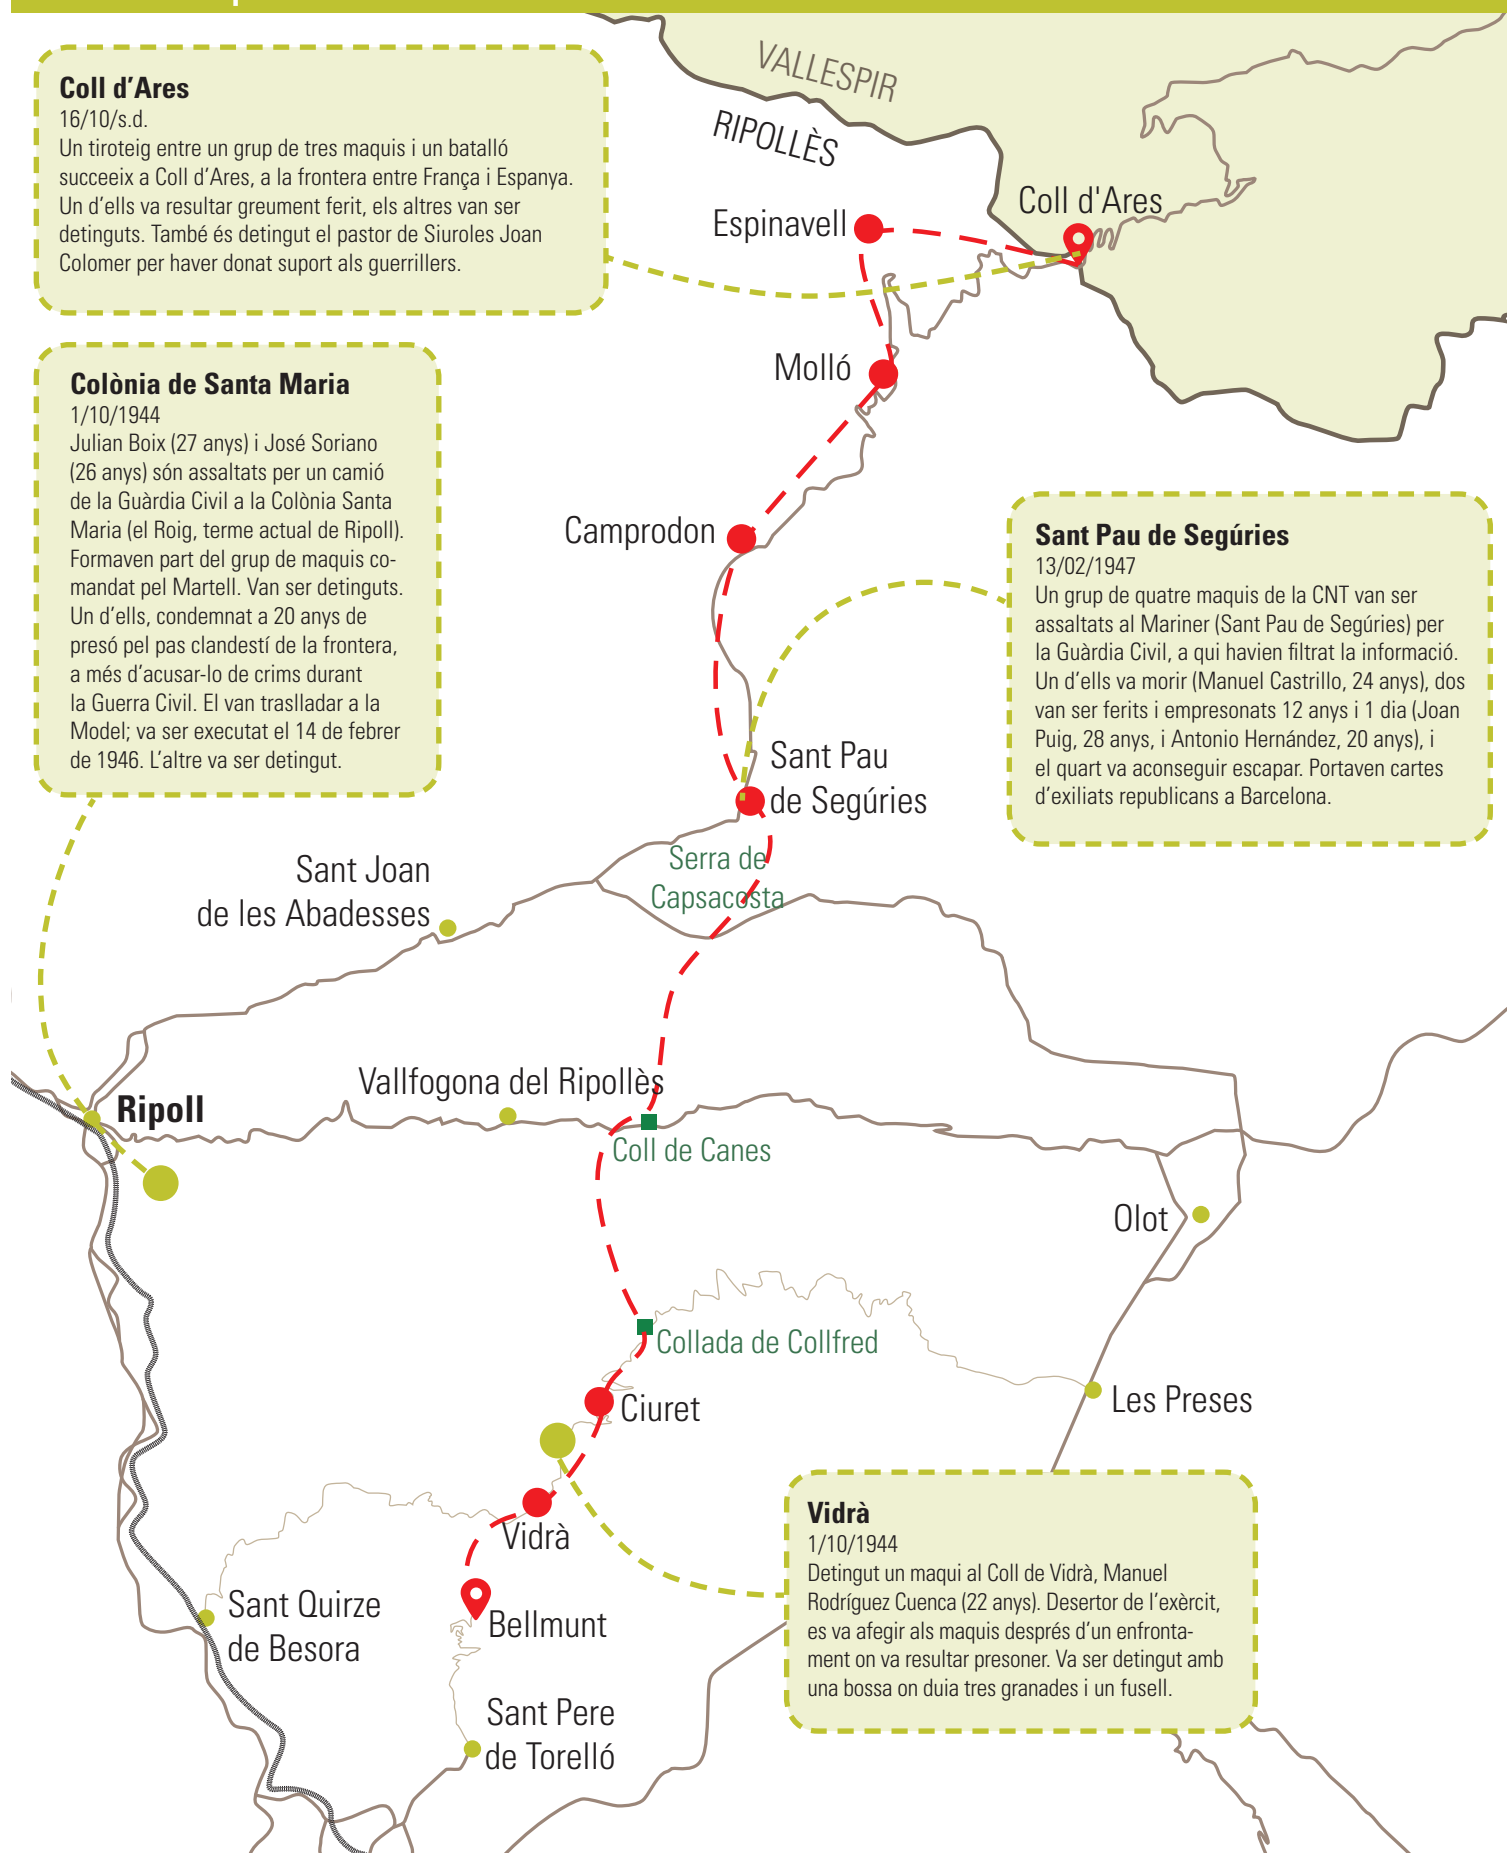 Coll d’Ares
16/10/s.d.
Un tiroteig entre un grup de tres maquis i un batalló
succeeix a Coll d’Ares, a la frontera entre França i Espanya.
Un d’ells va resultar greument ferit, els altres van ser
detinguts. També és detingut el pastor de Siuroles Joan
Colomer per haver donat suport als guerrillers.
VALLESPIR
RIPOLLÈS
Coll d'Ares
Espinavell
Molló
Camprodon
Colònia de Santa Maria
1/10/1944
Julian Boix (27 anys) i José Soriano
(26 anys) són assaltats per un camió
de la Guàrdia Civil a la Colònia Santa
Maria (el Roig, terme actual de Ripoll).
Formaven part del grup de maquis co-
mandat pel Martell. Van ser detinguts.
Un d’ells, condemnat a 20 anys de
presó pel pas clandestí de la frontera,
a més d’acusar-lo de crims durant
la Guerra Civil. El van traslladar a la
Model; va ser executat el 14 de febrer
de 1946. L’altre va ser detingut.
Sant Pau de Segúries
13/02/1947
Un grup de quatre maquis de la CNT van ser
assaltats al Mariner (Sant Pau de Segúries) per
la Guàrdia Civil, a qui havien filtrat la informació.
Un d’ells va morir (Manuel Castrillo, 24 anys), dos
van ser ferits i empresonats 12 anys i 1 dia (Joan
Puig, 28 anys, i Antonio Hernández, 20 anys), i
el quart va aconseguir escapar. Portaven cartes
d’exiliats republicans a Barcelona.
Sant Pau
de Segúries
Serra de
Capsacosta
Sant Joan
de les Abadesses
Vallfogona del Ripollès
Ripoll
Coll de Canes
Olot
Collada de Collfred
Ciuret
Les Preses
Vidrà
Vidrà
1/10/1944
Detingut un maqui al Coll de Vidrà, Manuel
Rodríguez Cuenca (22 anys). Desertor de l’exèrcit,
es va afegir als maquis després d’un enfronta-
ment on va resultar presoner. Va ser detingut amb
una bossa on duia tres granades i un fusell.
Sant Quirze
de Besora
Bellmunt
Sant Pere
de Torelló